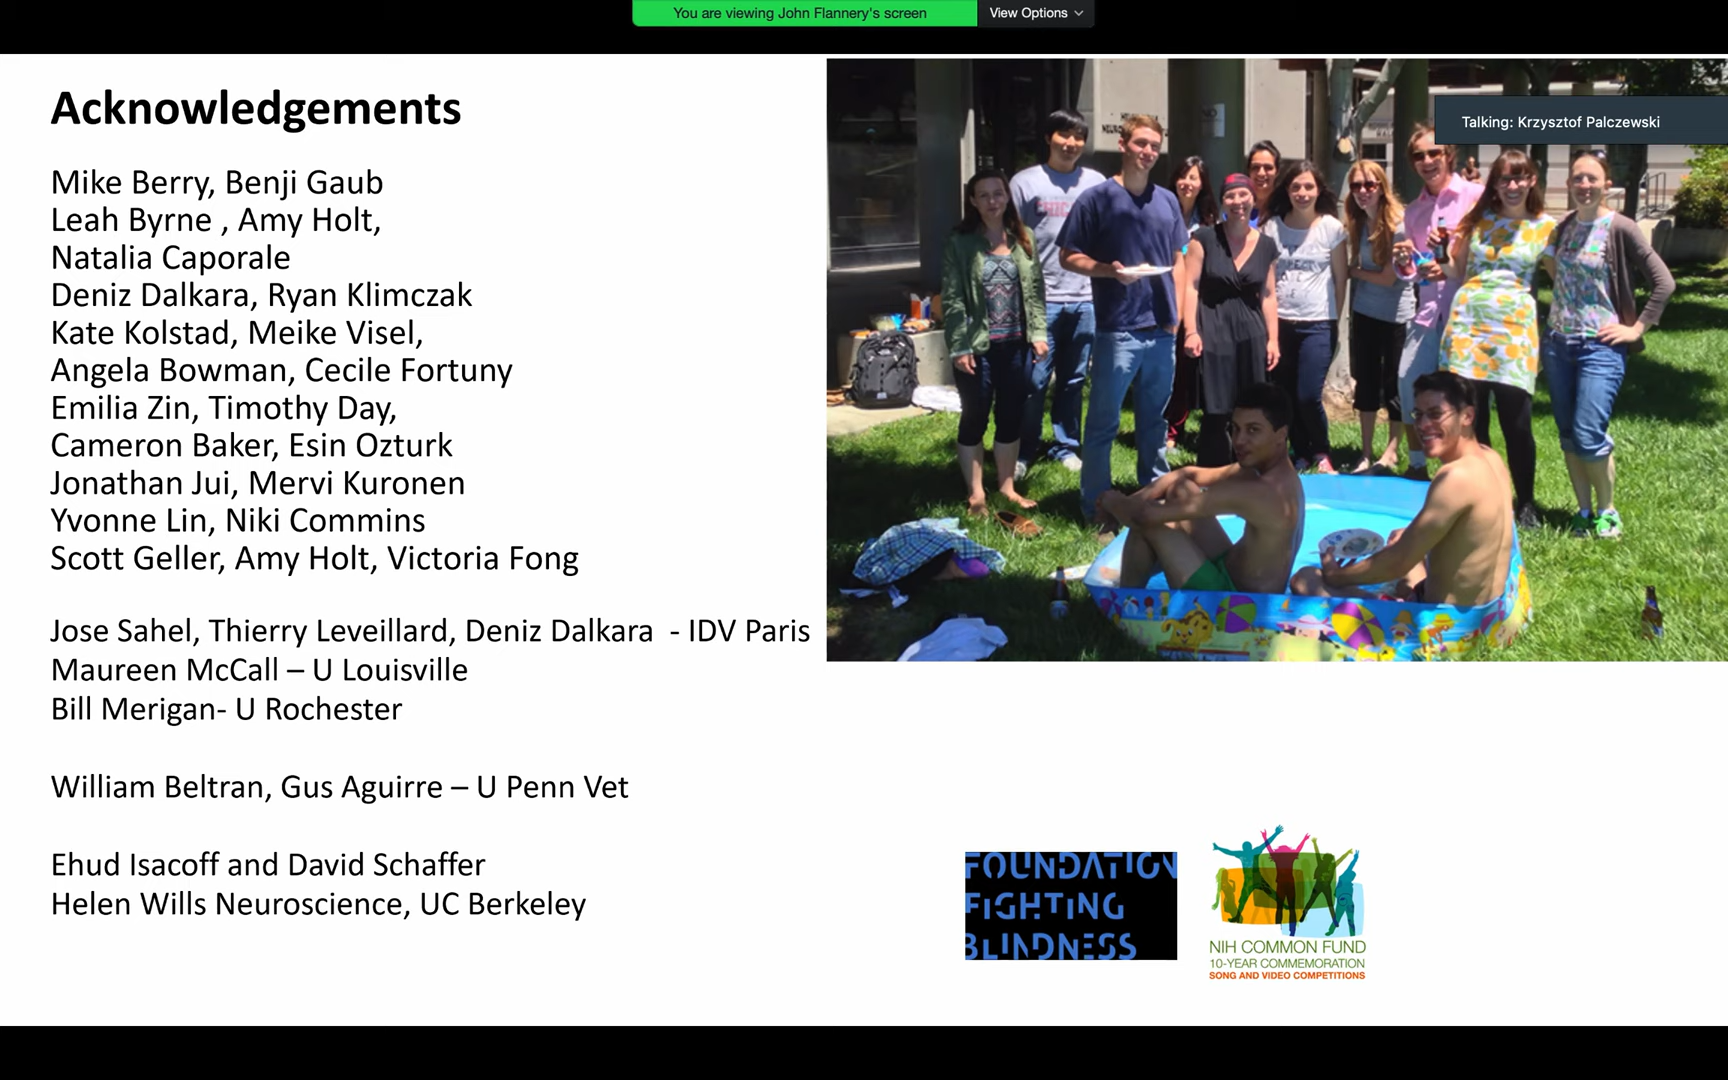 You are viewing John Flannery's screen
View Options
Talking: Krzysztof Palczewski
Acknowledgements
Mike Berry, Benji Gaub
Leah Byrne , Amy Holt,
Natalia Caporale
Deniz Dalkara, Ryan Klimczak
Kate Kolstad, Meike Visel,
Angela Bowman, Cecile Fortuny
Emilia Zin, Timothy Day,
Cameron Baker, Esin Ozturk
Jonathan Jui, Mervi Kuronen
Yvonne Lin, Niki Commins
Scott Geller, Amy Holt, Victoria Fong
Jose Sahel, Thierry Leveillard, Deniz Dalkara - IDV Paris
Maureen McCall – U Louisville
Bill Merigan- U Rochester
William Beltran, Gus Aguirre – U Penn Vet
Ehud Isacoff and David Schaffer
Helen Wills Neuroscience, UC Berkeley
FOUNDATION
FIGHTING
BLINDNESS
NIH COMMON FUND
10-YEAR COMMEMORATION
SONG AND VIDEO COMPETITIONS